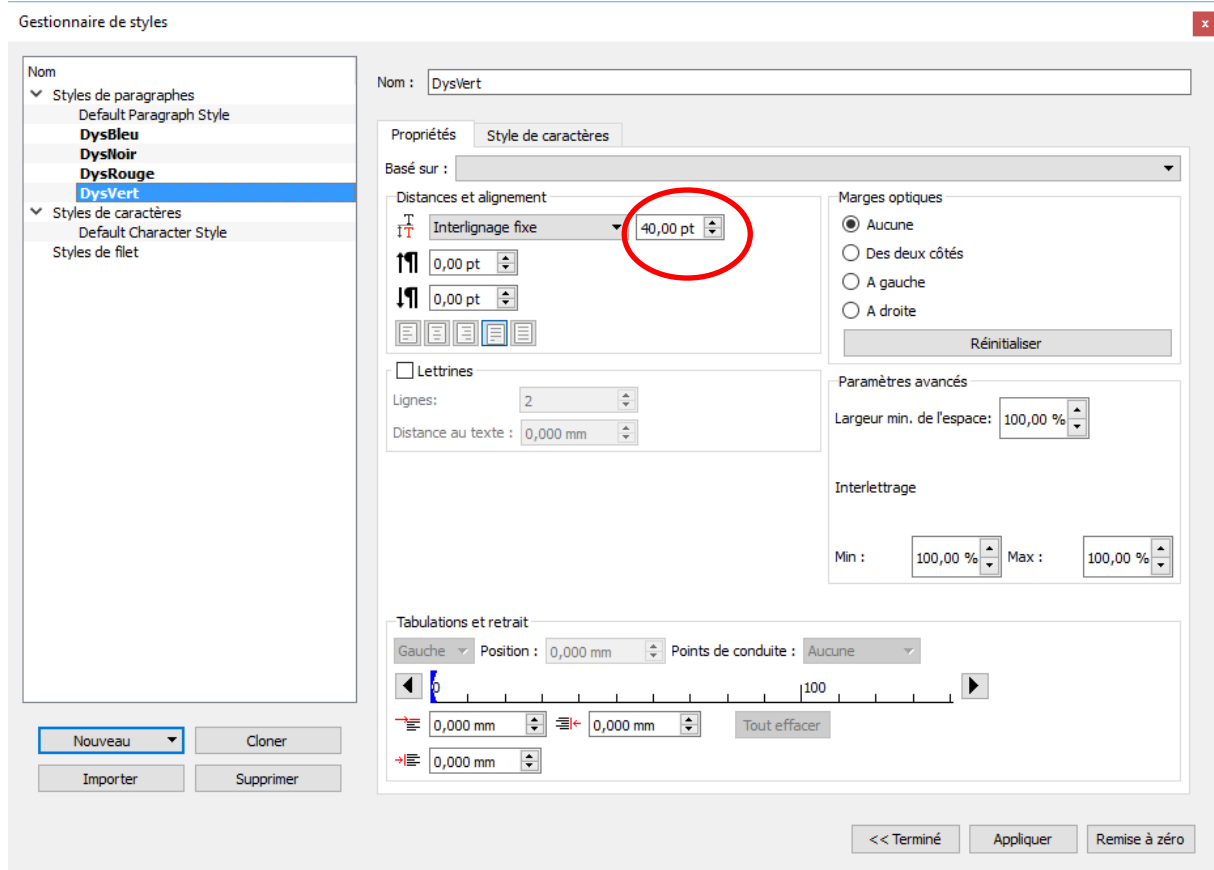 Gestionnaire de styles
x
Nom
Styles de paragraphes
Default Paragraph Style
DysBleu
DysNoir
DysRouge
DysVert
Styles de caractères
Default Character Style
Styles de filet
Nouveau
Cloner
Importer
Supprimer
Nom : DysVert
Propriétés Style de caractères
Basé sur :
Distances et alignement
Interlignage fixe 40,00 pt
0,00 pt
0,00 pt
Lettrines
Lignes: 2
Distance au texte : 0,000 mm
Marges optiques
Aucune
Des deux côtés
A gauche
A droite
Réinitialiser
Paramètres avancés
Largeur min. de l'espace: 100,00 %
Interlettrage
Min : 100,00 % Max : 100,00 %
Tabulations et retrait
Gauche Position : 0,000 mm Points de conduite : Aucune
0 100
0,000 mm 0,000 mm Tout effacer
0,000 mm
<< Terminé Appliquer Remise à zéro